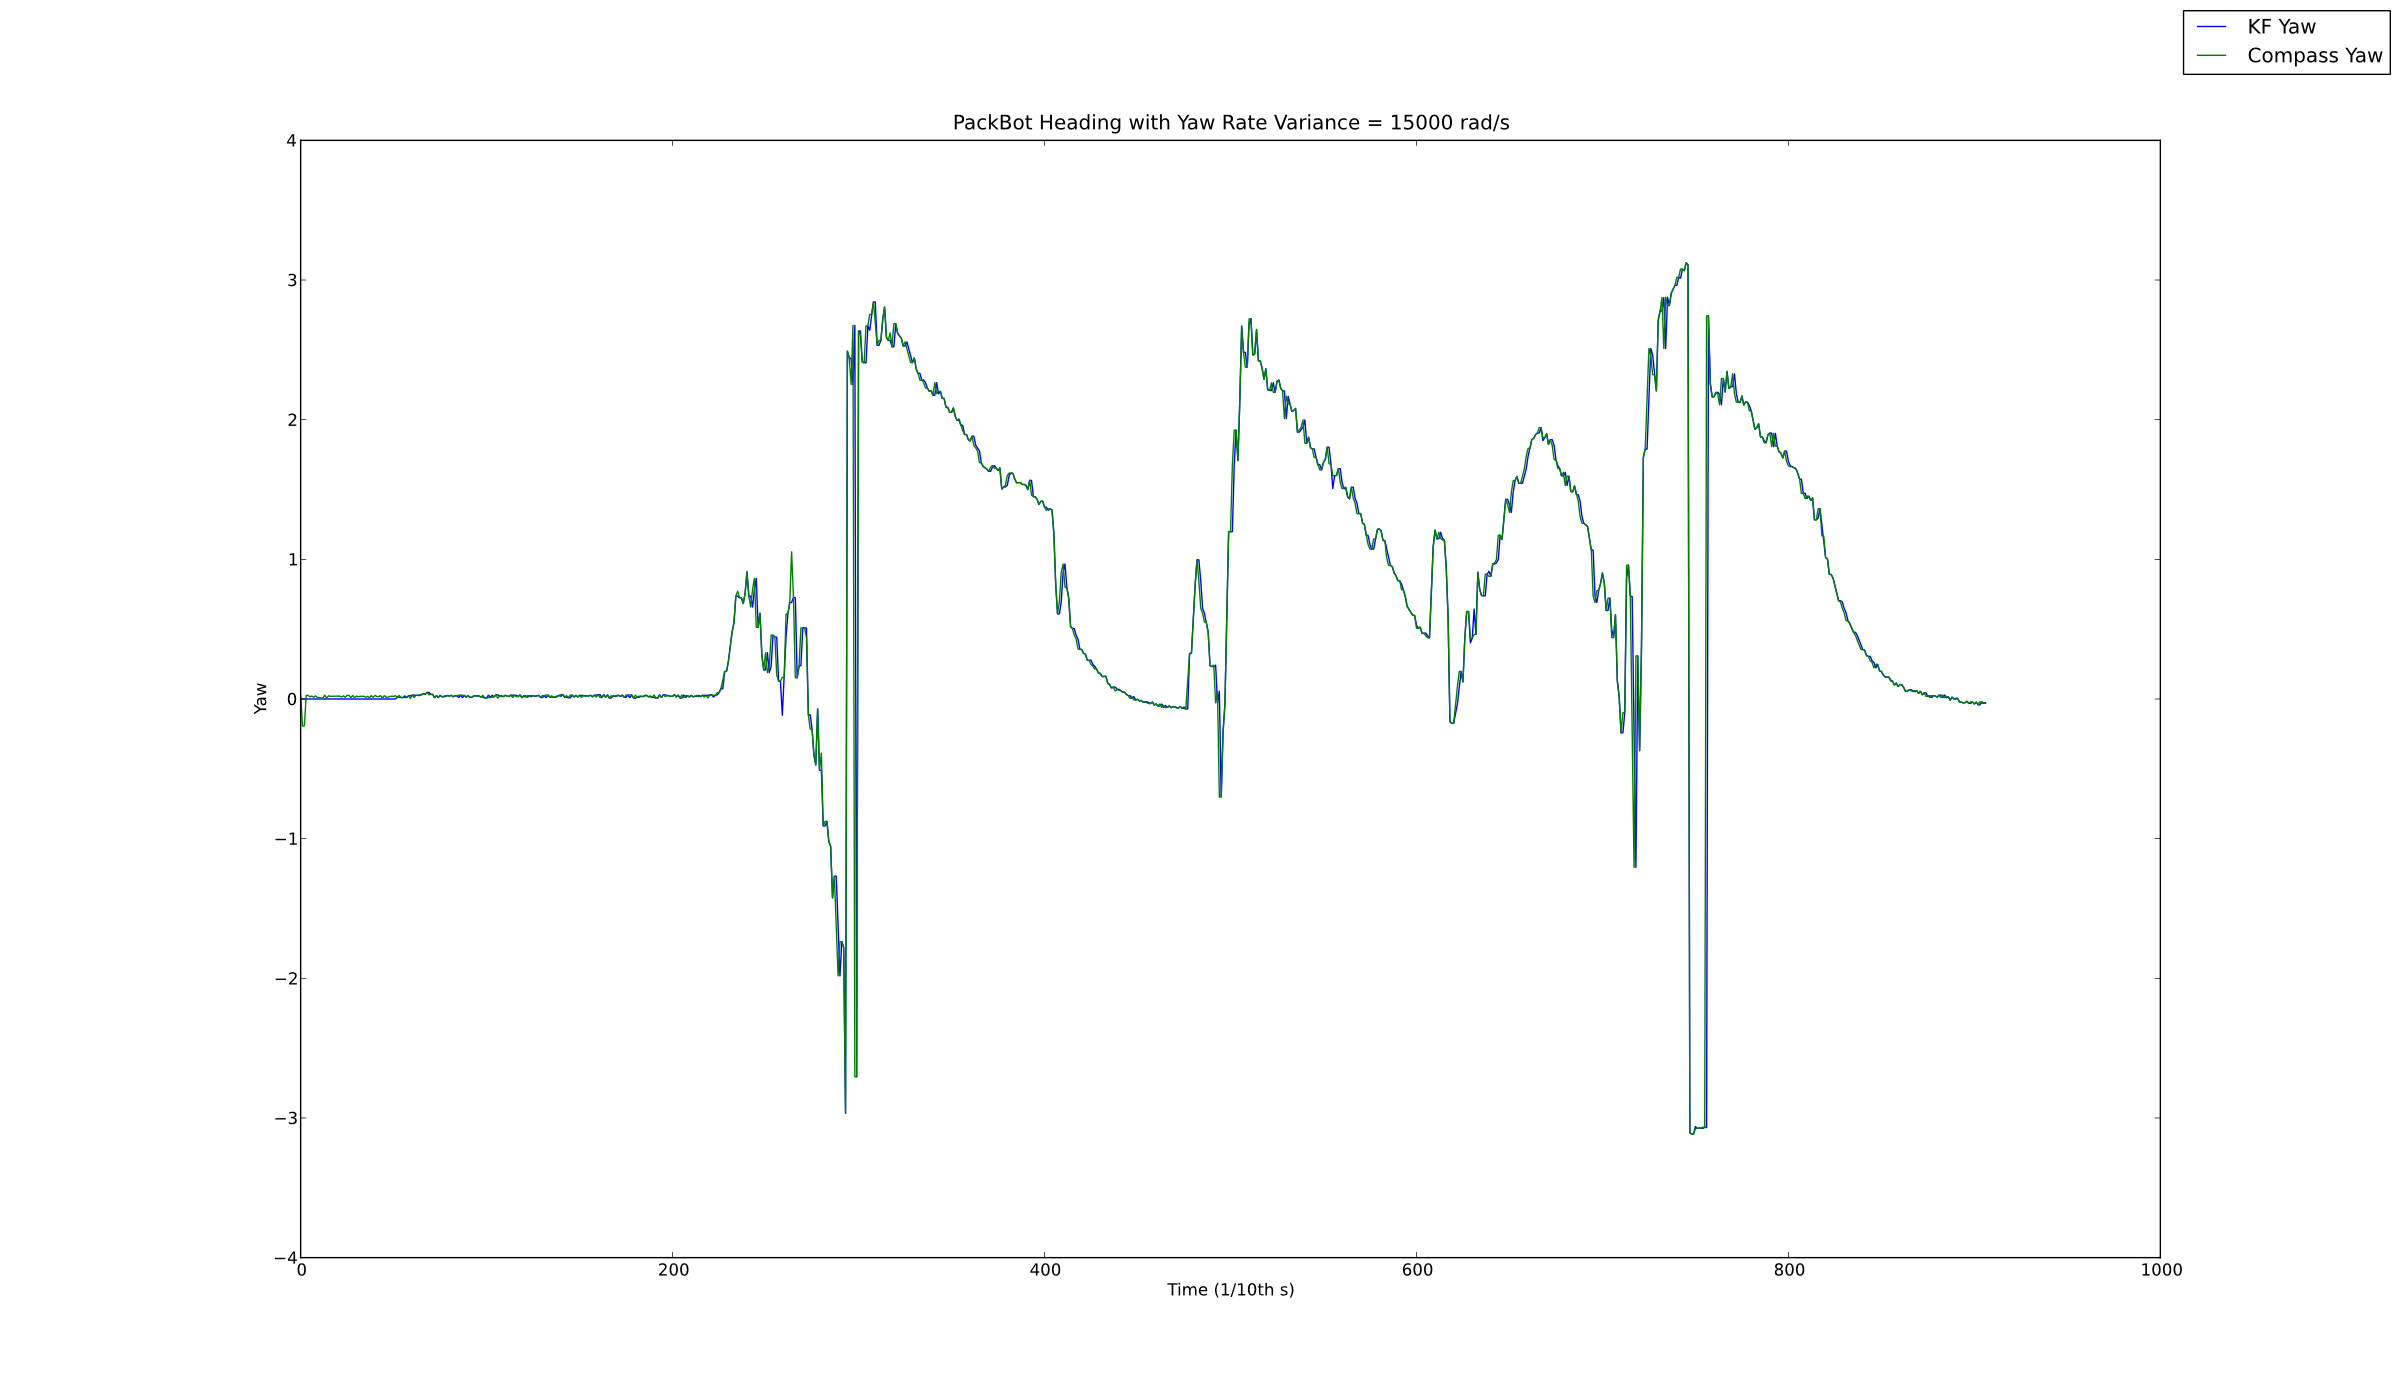 KF Yaw
Compass Yaw
PackBot Heading with Yaw Rate Variance = 15000 rad/s
4
3
2
1
0
−1
−2
−3
−4
Yaw
0 200 400 600 800 1000
Time (1/10th s)